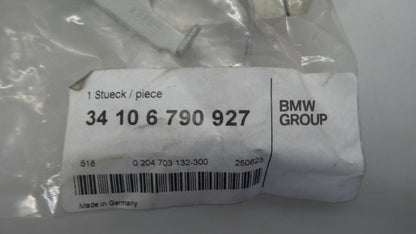 1 Stueck / piece
34 10 6 790 927
BMW
GROUP
618 0 204 703 132-300 250623
Made in Germany